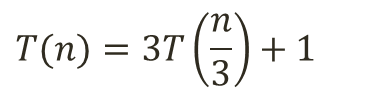 T(n) = 3T(n/3) + 1